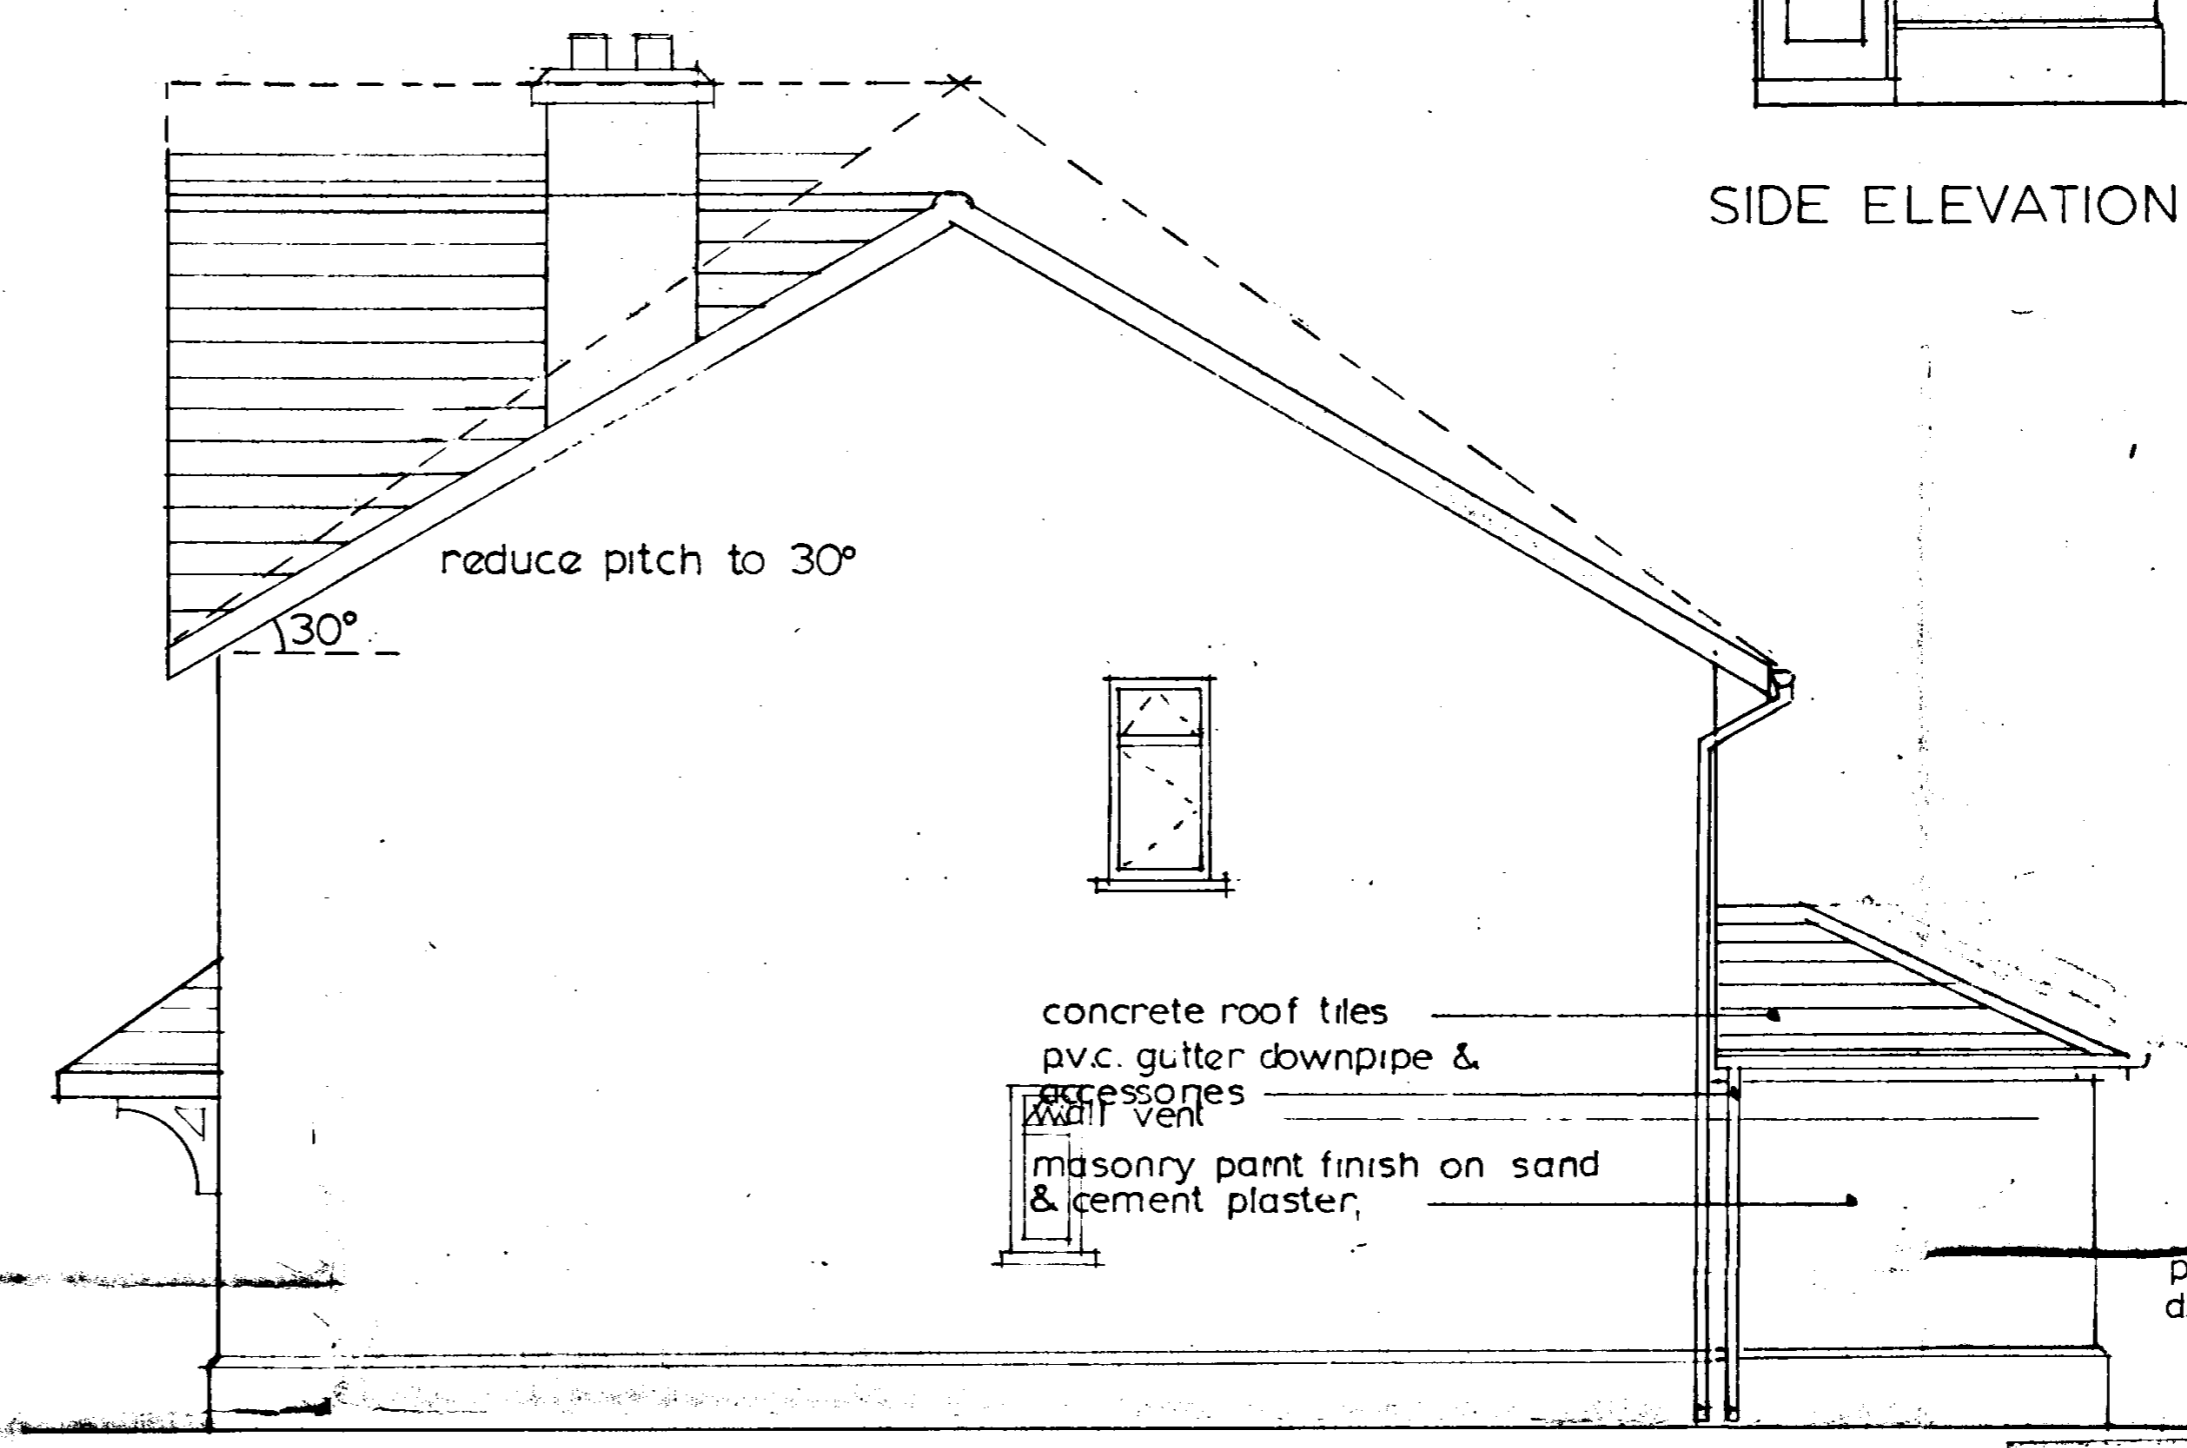 SIDE ELEVATION
reduce pitch to 30°
30°
concrete roof tiles
p.v.c. gutter downpipe &
accessories
wall vent
masonry paint finish on sand
& cement plaster,
p
d